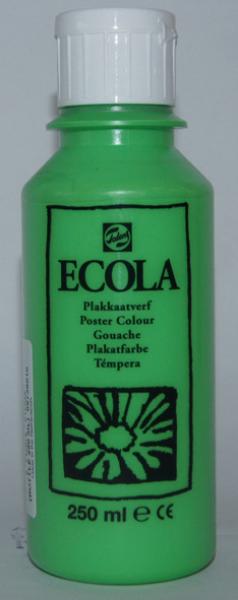 Talens
ECOLA
Plakkaatverf
Poster Colour
Gouache
Plakatfarbe
Témpera
250 ml e CE